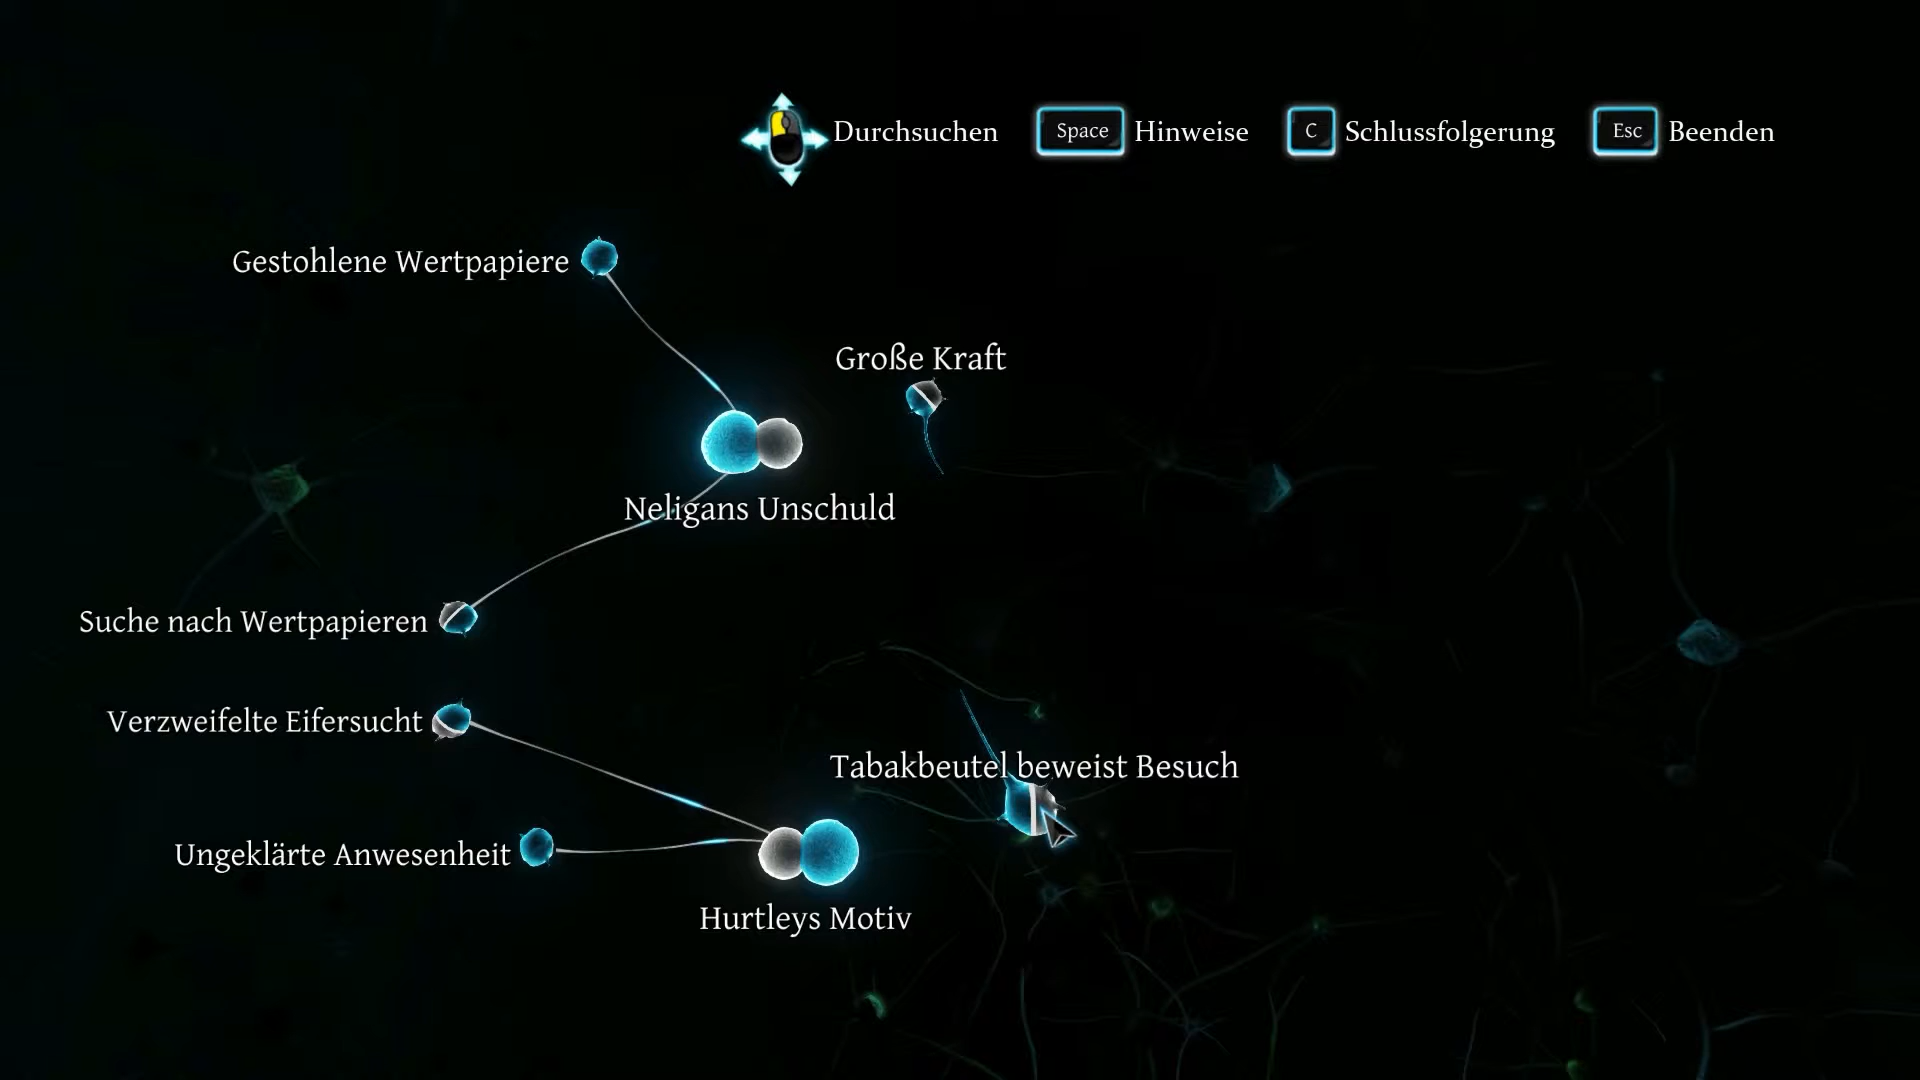 Durchsuchen
Space Hinweise
C Schlussfolgerung
Esc Beenden
Gestohlene Wertpapiere
Große Kraft
Neligans Unschuld
Suche nach Wertpapieren
Verzweifelte Eifersucht
Tabakbeutel beweist Besuch
Ungeklärte Anwesenheit
Hurtleys Motiv